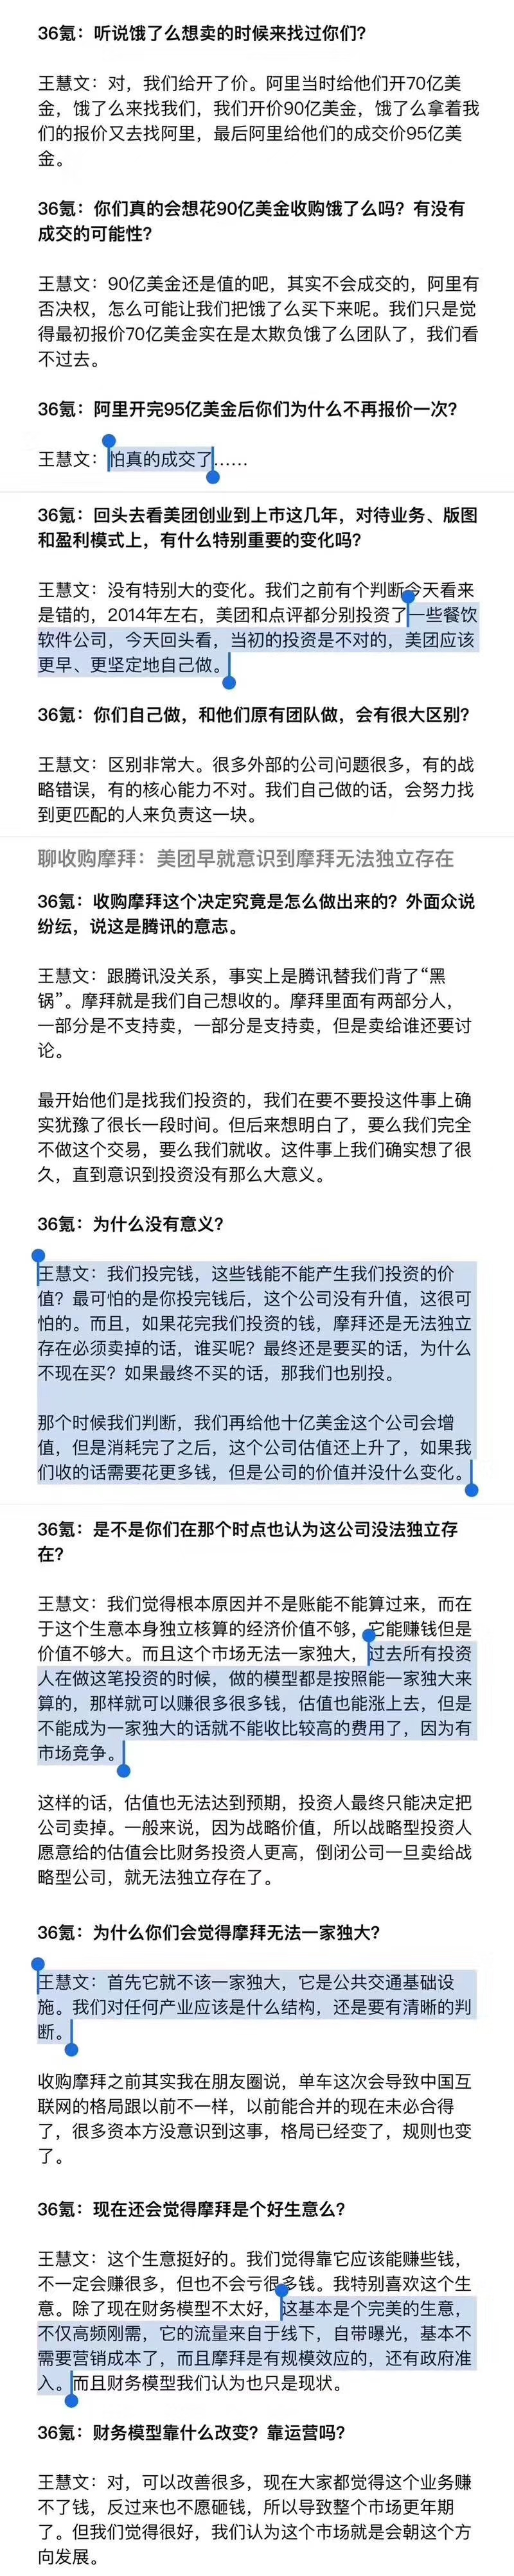 36氪：听说饿了么想卖的时候来找过你们？
王慧文：对，我们给开了价。阿里当时给他们开70亿美
金，饿了么来找我们，我们开价90亿美金，饿了么拿着我
们的报价又去找阿里，最后阿里给他们的成交价95亿美
金。
36氪：你们真的会想花90亿美金收购饿了么吗？有没有
成交的可能性？
王慧文：90亿美金还是值的吧，其实不会成交的，阿里有
否决权，怎么可能让我们把饿了么买下来呢。我们只是觉
得最初报价70亿美金实在是太欺负饿了么团队了，我们看
不过去。
36氪：阿里开完95亿美金后你们为什么不再报价一次？
王慧文：怕真的成交了……
36氪：回头去看美团创业到上市这几年，对待业务、版图
和盈利模式上，有什么特别重要的变化吗？
王慧文：没有特别大的变化。我们之前有个判断今天看来
是错的，2014年左右，美团和点评都分别投资了一些餐饮
软件公司，今天回头看，当初的投资是不对的，美团应该
更早、更坚定地自己做。
36氪：你们自己做，和他们原有团队做，会有很大区别？
王慧文：区别非常大。很多外部的公司问题很多，有的战
略错误，有的核心能力不对。我们自己做的话，会努力找
到更匹配的人来负责这一块。
聊收购摩拜：美团早就意识到摩拜无法独立存在
36氪：收购摩拜这个决定究竟是怎么做出来的？外面众说
纷纭，说这是腾讯的意志。
王慧文：跟腾讯没关系，事实上是腾讯替我们背了“黑
锅”。摩拜就是我们自己想收的。摩拜里面有两部分人，
一部分是不支持卖，一部分是支持卖，但是卖给谁还要讨
论。
最开始他们是找我们投资的，我们在要不要投这件事上确
实犹豫了很长一段时间。但后来想明白了，要么我们完全
不做这个交易，要么我们就收。这件事上我们确实想了很
久，直到意识到投资没有那么大意义。
36氪：为什么没有意义？
王慧文：我们投完钱，这些钱能不能产生我们投资的价
值？最可怕的是你投完钱后，这个公司没有升值，这很可
怕的。而且，如果花完我们投资的钱，摩拜还是无法独立
存在必须卖掉的话，谁买呢？最终还是要买的话，为什么
不现在买？如果最终不买的话，那我们也别投。
那个时候我们判断，我们再给他十亿美金这个公司会增
值，但是消耗完了之后，这个公司估值还上升了，如果我
们收的话需要花更多钱，但是公司的价值并没什么变化。
36氪：是不是你们在那个时点也认为这公司没法独立存
在？
王慧文：我们觉得根本原因并不是账能不能算过来，而在
于这个生意本身独立核算的经济价值不够，它能赚钱但是
价值不够大。而且这个市场无法一家独大，过去所有投资
人在做这笔投资的时候，做的模型都是按照能一家独大来
算的，那样就可以赚很多很多钱，估值也能涨上去，但是
不能成为一家独大的话就不能收比较高的费用了，因为有
市场竞争。
这样的话，估值也无法达到预期，投资人最终只能决定把
公司卖掉。一般来说，因为战略价值，所以战略型投资人
愿意给的估值会比财务投资人更高，倒闭公司一旦卖给战
略型公司，就无法独立存在了。
36氪：为什么你们会觉得摩拜无法一家独大？
王慧文：首先它就不该一家独大，它是公共交通基础设
施。我们对任何产业应该是什么结构，还是要有清晰的判
断。
收购摩拜之前其实我在朋友圈说，单车这次会导致中国互
联网的格局跟以前不一样，以前能合并的现在未必合得
了，很多资本方没意识到这事，格局已经变了，规则也变
了。
36氪：现在还会觉得摩拜是个好生意么？
王慧文：这个生意挺好的。我们觉得靠它应该能赚些钱，
不一定会赚很多，但也不会亏很多钱。我特别喜欢这个生
意。除了现在财务模型不太好，这基本是个完美的生意，
不仅高频刚需，它的流量来自于线下，自带曝光，基本不
需要营销成本了，而且摩拜是有规模效应的，还有政府准
入。而且财务模型我们认为也只是现状。
36氪：财务模型靠什么改变？靠运营吗？
王慧文：对，可以改善很多，现在大家都觉得这个业务赚
不了钱，反过来也不愿砸钱，所以导致整个市场更年期
了。但我们觉得很好，我们认为这个市场就是会朝这个方
向发展。